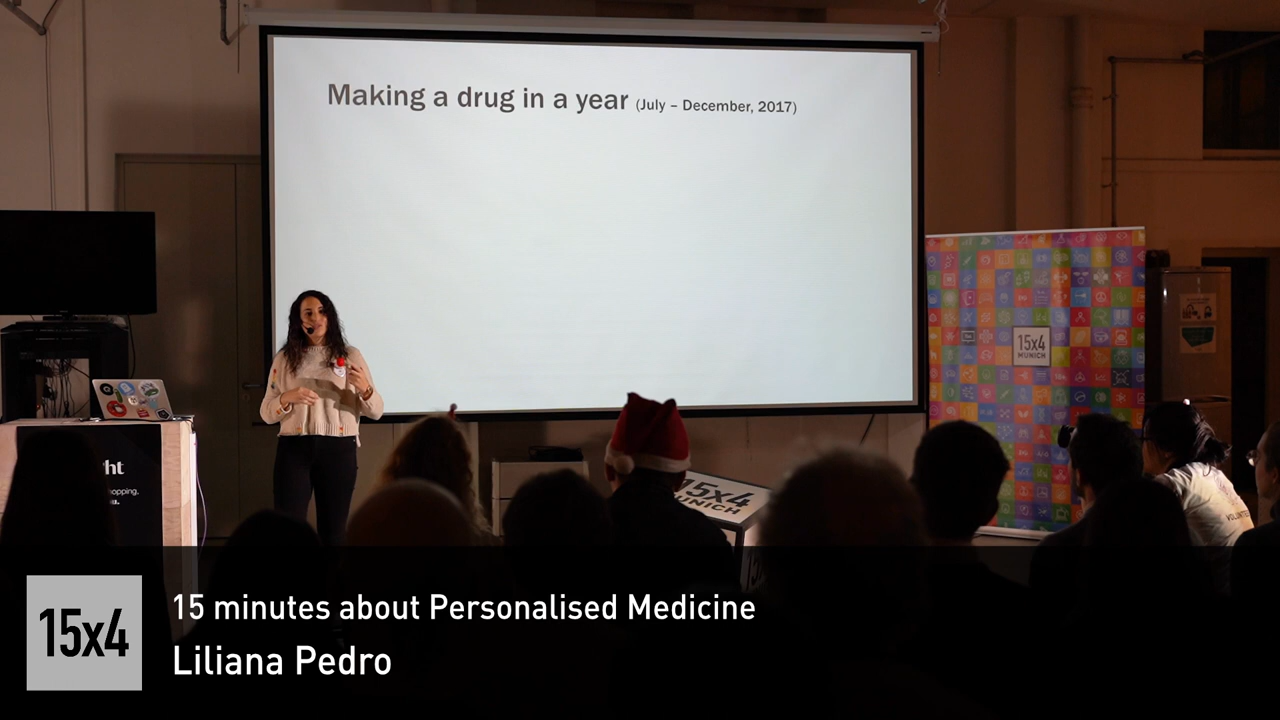 Making a drug in a year (July – December, 2017)
15x4
MUNICH
15x4
MUNICH
15x4
15 minutes about Personalised Medicine
Liliana Pedro